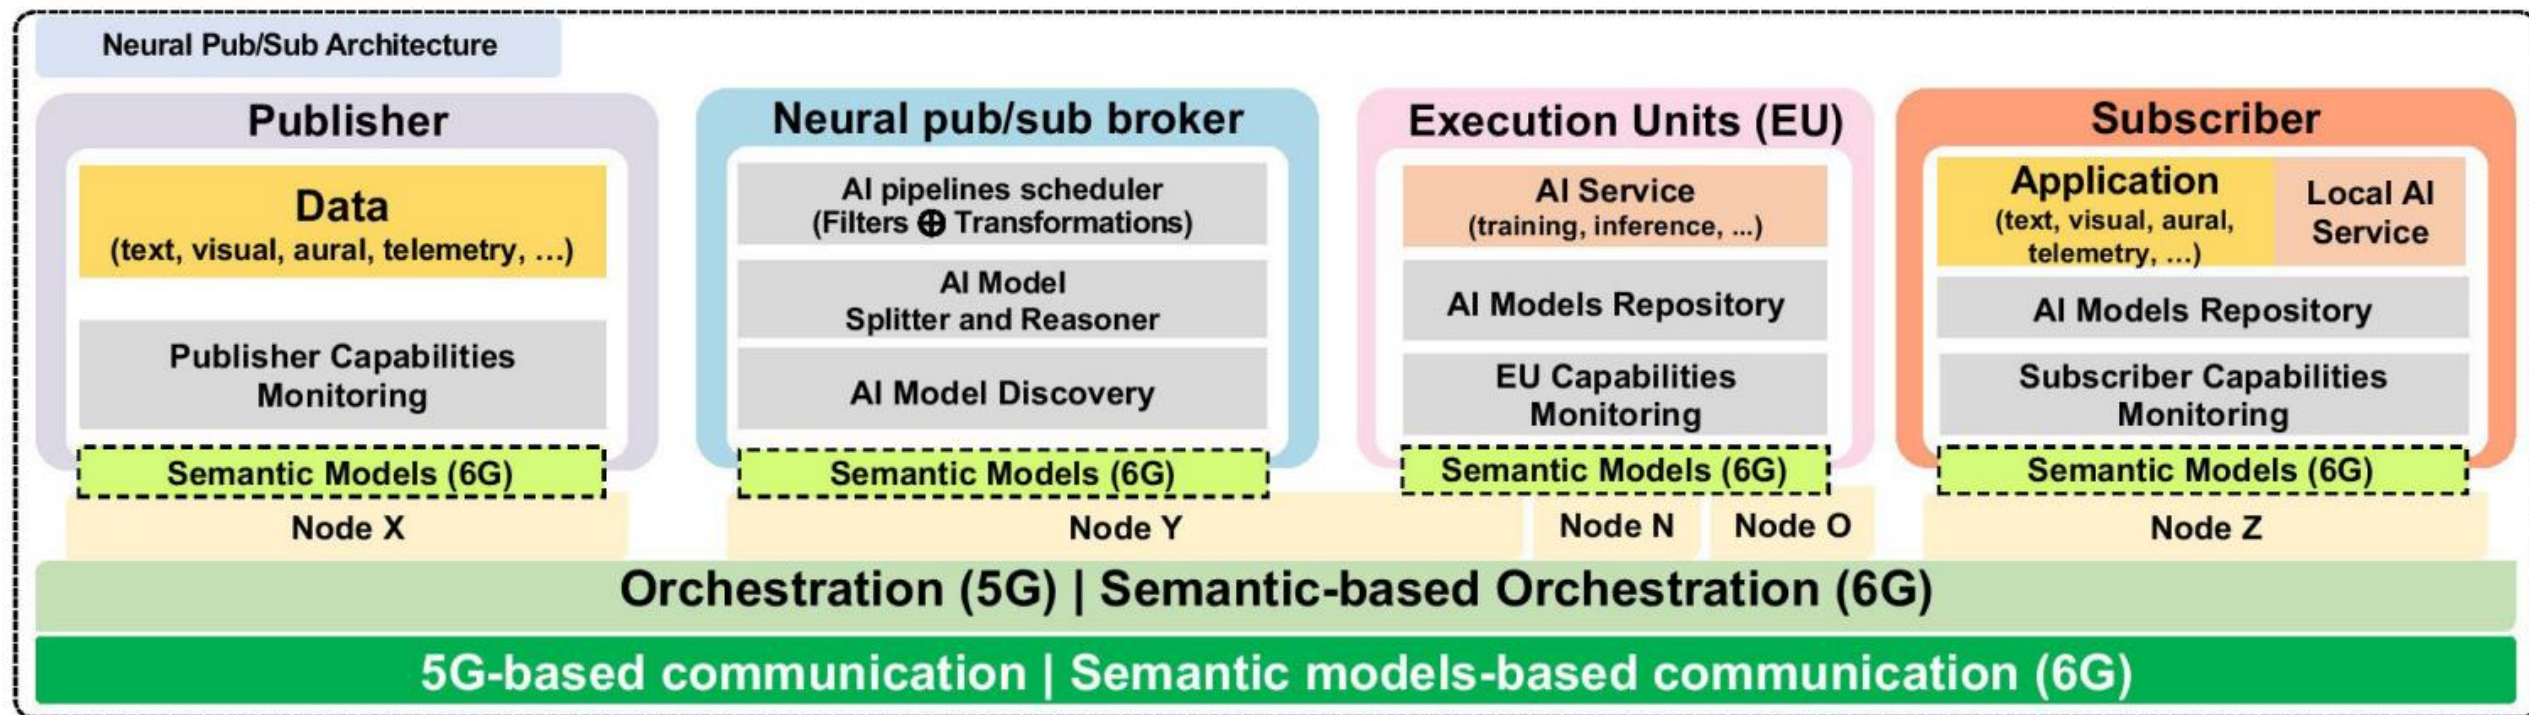 Neural Pub/Sub Architecture
Publisher
Data
(text, visual, aural, telemetry, …)
Publisher Capabilities
Monitoring
Semantic Models (6G)
Node X
Neural pub/sub broker
AI pipelines scheduler
(Filters ⊕ Transformations)
AI Model
Splitter and Reasoner
AI Model Discovery
Semantic Models (6G)
Node Y
Execution Units (EU)
AI Service
(training, inference, ...)
AI Models Repository
EU Capabilities
Monitoring
Semantic Models (6G)
Node N
Node O
Subscriber
Application
(text, visual, aural,
telemetry, …)
Local AI
Service
AI Models Repository
Subscriber Capabilities
Monitoring
Semantic Models (6G)
Node Z
Orchestration (5G) | Semantic-based Orchestration (6G)
5G-based communication | Semantic models-based communication (6G)